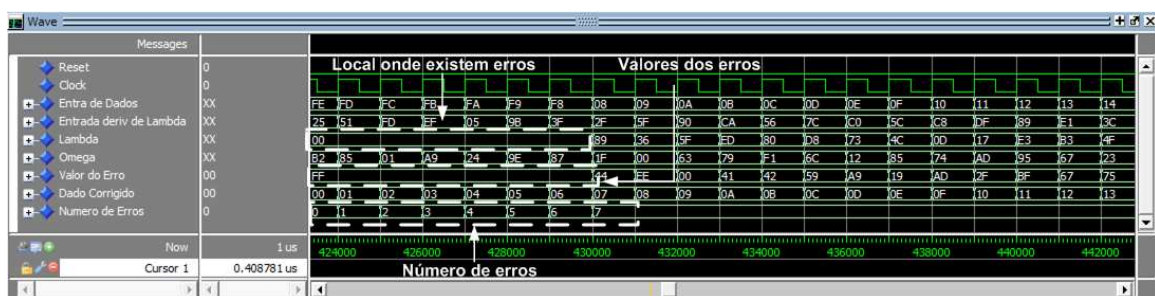 Wave
Messages
Local onde existem erros Valores dos erros
Reset 0
Clock 0
Entra de Dados XX FE FD FC FB FA F9 F8 08 09 0A 0B 0C 0D 0E 0F 10 11 12 13 14
Entrada deriv de Lambda XX 25 51 FD EF 05 9B 3F 2F 5F 90 CA 56 7C C0 5C C8 DF 89 E1 3C
Lambda XX 00 89 36 5F ED 80 D8 73 4C 0D 17 E3 B3 4F
Omega XX B2 85 01 A9 24 9E 87 1F 00 63 79 F1 6C 12 85 74 AD 95 67 23
Valor do Erro 00 FF 44 EE 00 41 42 59 A9 19 AD 2F BF 67 75
Dado Corrigido 00 00 01 02 03 04 05 06 07 08 09 0A 0B 0C 0D 0E 0F 10 11 12 13
Numero de Erros 0 0 1 2 3 4 5 6 7
Now 1 us 424000 426000 428000 430000 432000 434000 436000 438000 440000 442000
Cursor 1 0.408781 us
Número de erros